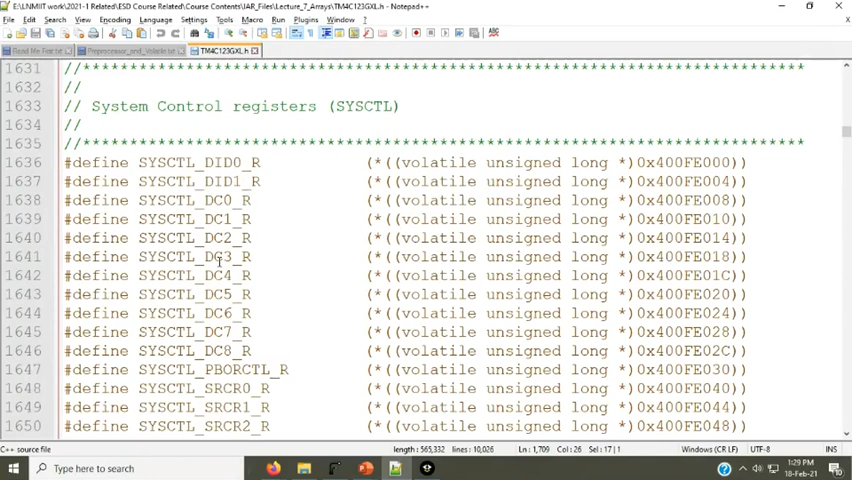 E:\LNMIIT work\2021-1 Related\ESD Course Related\Course Contents\IAR_Files\Lecture_7_Arrays\TM4C123GXL.h - Notepad++
File Edit Search View Encoding Language Settings Tools Macro Run Plugins Window ?
Read Me First.txt Preprocessor_and_Volatile.txt TM4C123GXL.h
1631 //*****************************************************************************
1632 //
1633 // System Control registers (SYSCTL)
1634 //
1635 //*****************************************************************************
1636 #define SYSCTL_DID0_R (*((volatile unsigned long *)0x400FE000))
1637 #define SYSCTL_DID1_R (*((volatile unsigned long *)0x400FE004))
1638 #define SYSCTL_DC0_R (*((volatile unsigned long *)0x400FE008))
1639 #define SYSCTL_DC1_R (*((volatile unsigned long *)0x400FE010))
1640 #define SYSCTL_DC2_R (*((volatile unsigned long *)0x400FE014))
1641 #define SYSCTL_DC3_R (*((volatile unsigned long *)0x400FE018))
1642 #define SYSCTL_DC4_R (*((volatile unsigned long *)0x400FE01C))
1643 #define SYSCTL_DC5_R (*((volatile unsigned long *)0x400FE020))
1644 #define SYSCTL_DC6_R (*((volatile unsigned long *)0x400FE024))
1645 #define SYSCTL_DC7_R (*((volatile unsigned long *)0x400FE028))
1646 #define SYSCTL_DC8_R (*((volatile unsigned long *)0x400FE02C))
1647 #define SYSCTL_PBORCTL_R (*((volatile unsigned long *)0x400FE030))
1648 #define SYSCTL_SRCR0_R (*((volatile unsigned long *)0x400FE040))
1649 #define SYSCTL_SRCR1_R (*((volatile unsigned long *)0x400FE044))
1650 #define SYSCTL_SRCR2_R (*((volatile unsigned long *)0x400FE048))
C++ source file length : 565,332 lines : 10,026 Ln : 1,709 Col : 26 Sel : 17 | 1 Windows (CR LF) UTF-8 INS
Type here to search
1:29 PM
18-Feb-21